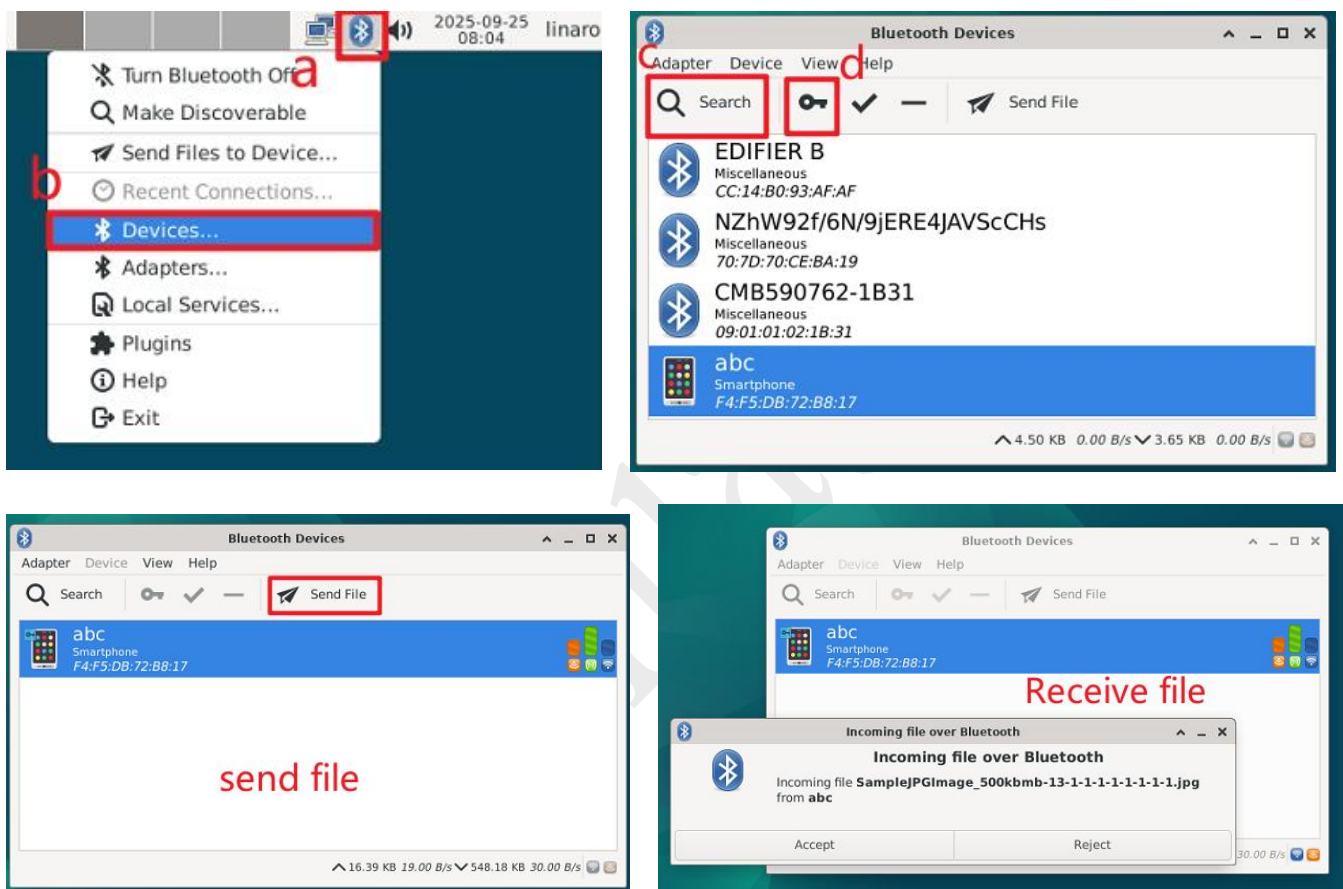 2025-09-25
08:04
linaro
a
Turn Bluetooth Off
Make Discoverable
Send Files to Device...
b
Recent Connections...
Devices...
Adapters...
Local Services...
Plugins
Help
Exit
Bluetooth Devices
c
d
Adapter Device View Help
Search Send File
EDIFIER B
Miscellaneous
CC:14:B0:93:AF:AF
NZhW92f/6N/9jERE4JAVScCHs
Miscellaneous
70:7D:70:CE:BA:19
CMB590762-1B31
Miscellaneous
09:01:01:02:1B:31
abc
Smartphone
F4:F5:DB:72:B8:17
4.50 KB 0.00 B/s 3.65 KB 0.00 B/s
Bluetooth Devices
Adapter Device View Help
Search Send File
abc
Smartphone
F4:F5:DB:72:B8:17
send file
16.39 KB 19.00 B/s 548.18 KB 30.00 B/s
Bluetooth Devices
Adapter Device View Help
Search Send File
abc
Smartphone
F4:F5:DB:72:B8:17
Receive file
Incoming file over Bluetooth
Incoming file over Bluetooth
Incoming file SampleJPGImage_500kbmb-13-1-1-1-1-1-1-1-1.jpg
from abc
Accept Reject
30.00 B/s